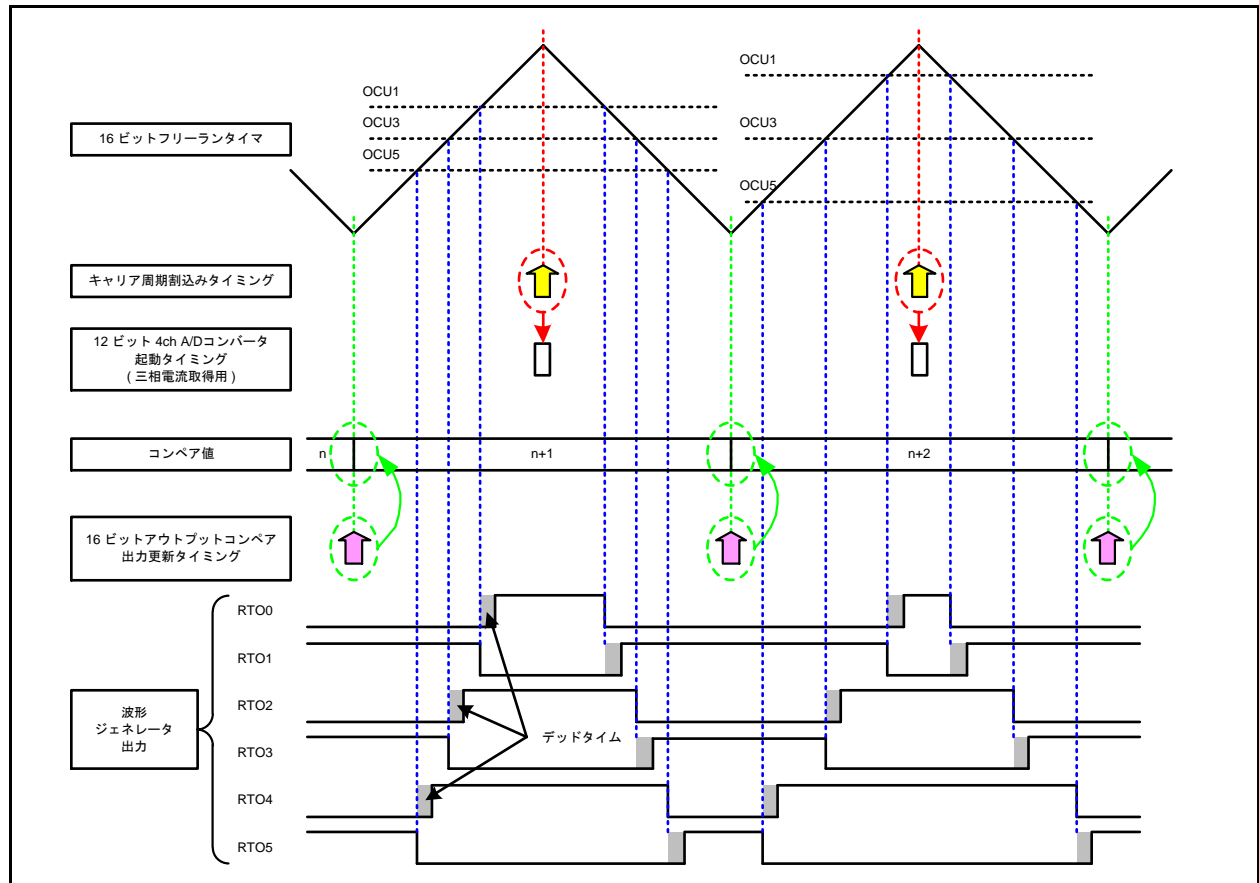 OCU1
OCU3
OCU5
OCU1
OCU3
OCU5
16 ビットフリーランタイマ
キャリア周期割込みタイミング
12 ビット 4ch A/Dコンバータ
起動タイミング
( 三相電流取得用 )
コンペア値
n
n+1
n+2
16 ビットアウトプットコンペア
出力更新タイミング
波形
ジェネレータ
出力
RTO0
RTO1
RTO2
RTO3
RTO4
RTO5
デッドタイム